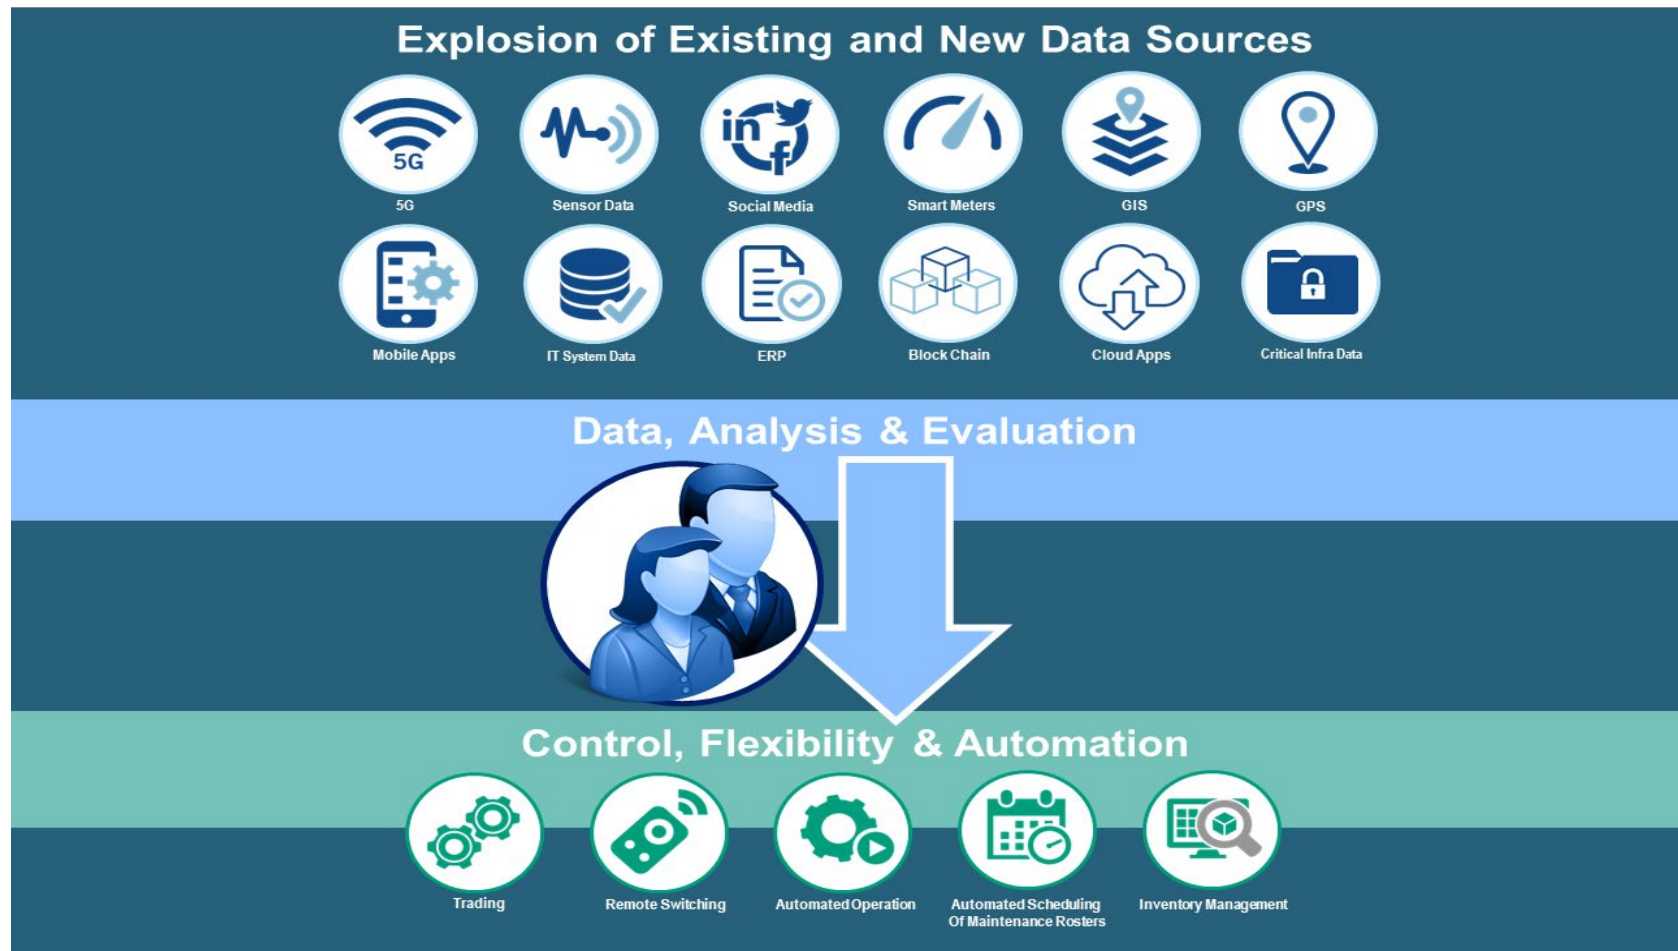 Explosion of Existing and New Data Sources
5G
in
f
5G
Sensor Data
Social Media
Smart Meters
GIS
GPS
Mobile Apps
IT System Data
ERP
Block Chain
Cloud Apps
Critical Infra Data
Data, Analysis & Evaluation
Control, Flexibility & Automation
Trading
Remote Switching
Automated Operation
Automated Scheduling
Of Maintenance Rosters
Inventory Management